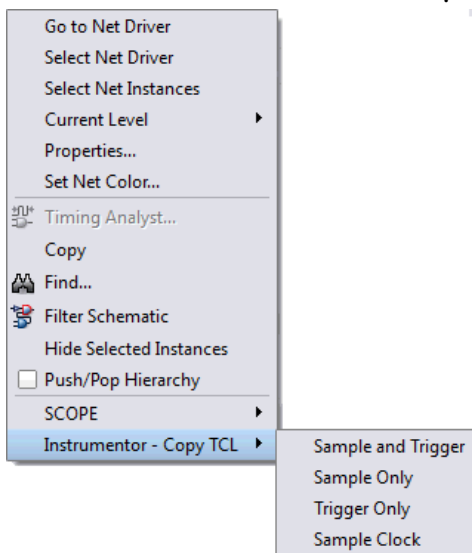 Go to Net Driver
Select Net Driver
Select Net Instances
Current Level
Properties...
Set Net Color...
Timing Analyst...
Copy
Find...
Filter Schematic
Hide Selected Instances
Push/Pop Hierarchy
SCOPE
Instrumentor - Copy TCL
Sample and Trigger
Sample Only
Trigger Only
Sample Clock